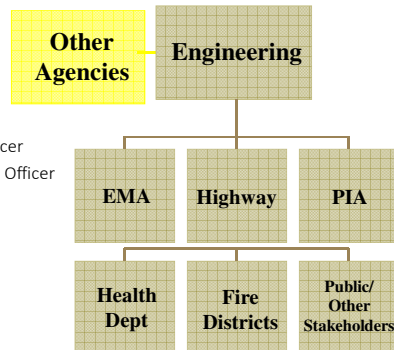 Other
Agencies
Engineering
cer
Officer
EMA
Highway
PIA
Health
Dept
Fire
Districts
Public/
Other
Stakeholders